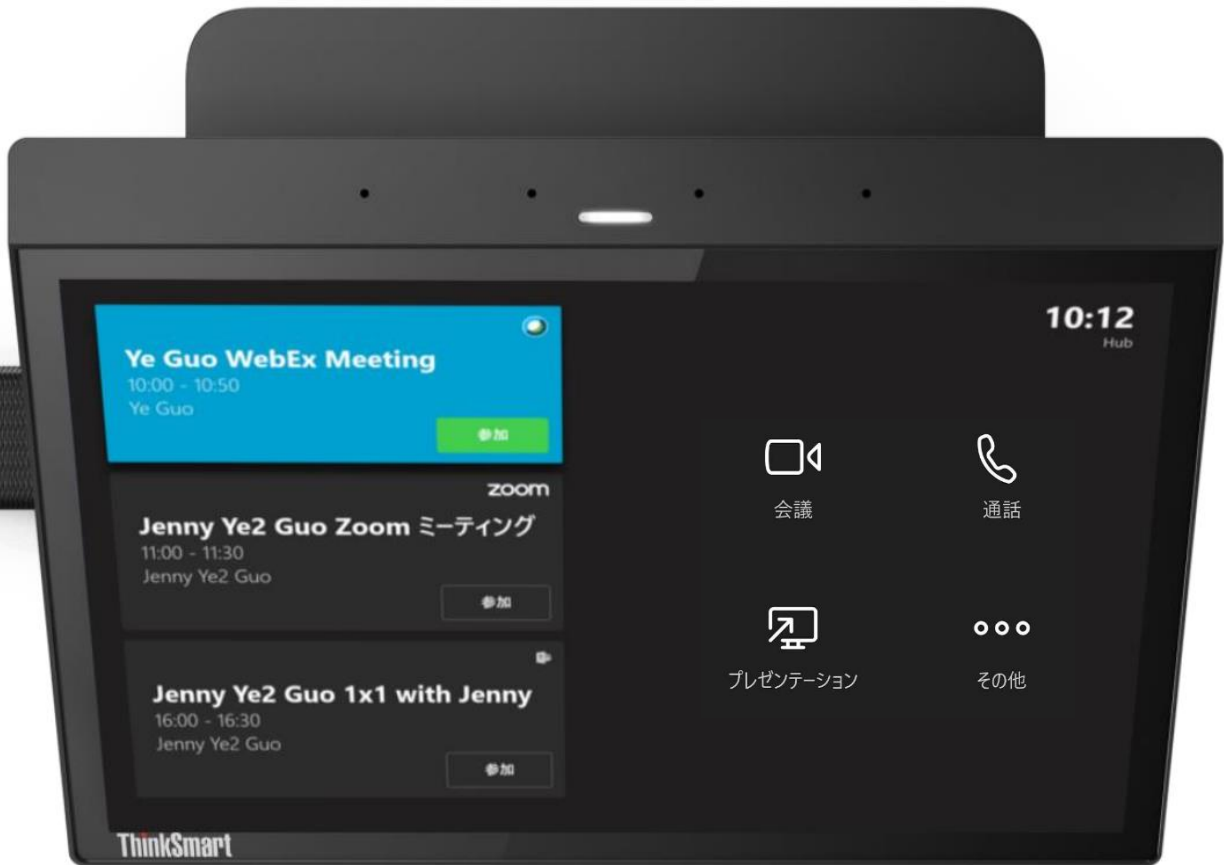 Ye Guo WebEx Meeting
10:00 - 10:50
Ye Guo
参加
zoom
Jenny Ye2 Guo Zoom ミーティング
11:00 - 11:30
Jenny Ye2 Guo
参加
Jenny Ye2 Guo 1x1 with Jenny
16:00 - 16:30
Jenny Ye2 Guo
参加
10:12
Hub
会議
通話
プレゼンテーション
その他
ThinkSmart